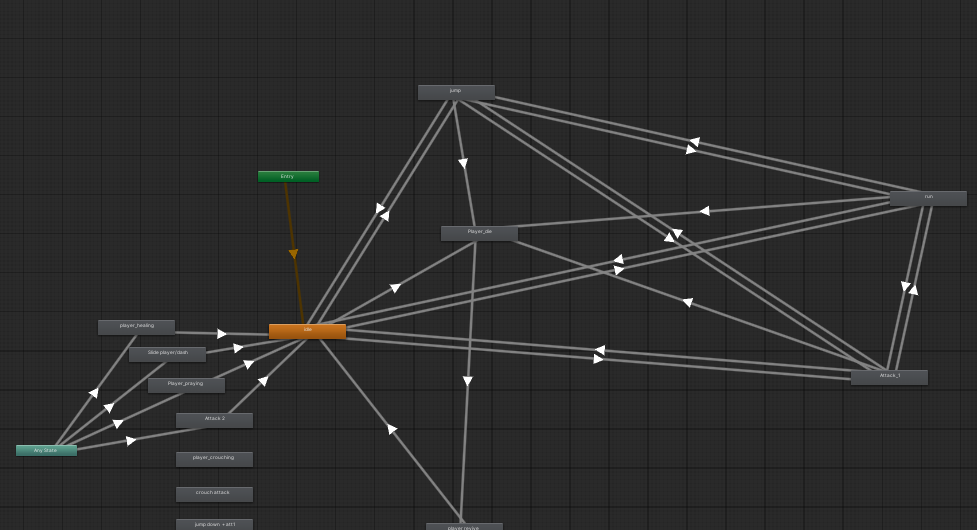 jump
Entry
run
Player_die
player_healing
idle
Slide player/dash
Player_praying
Attack_1
Attack 2
Any State
player_crouching
crouch attack
jump down +att1
player revive